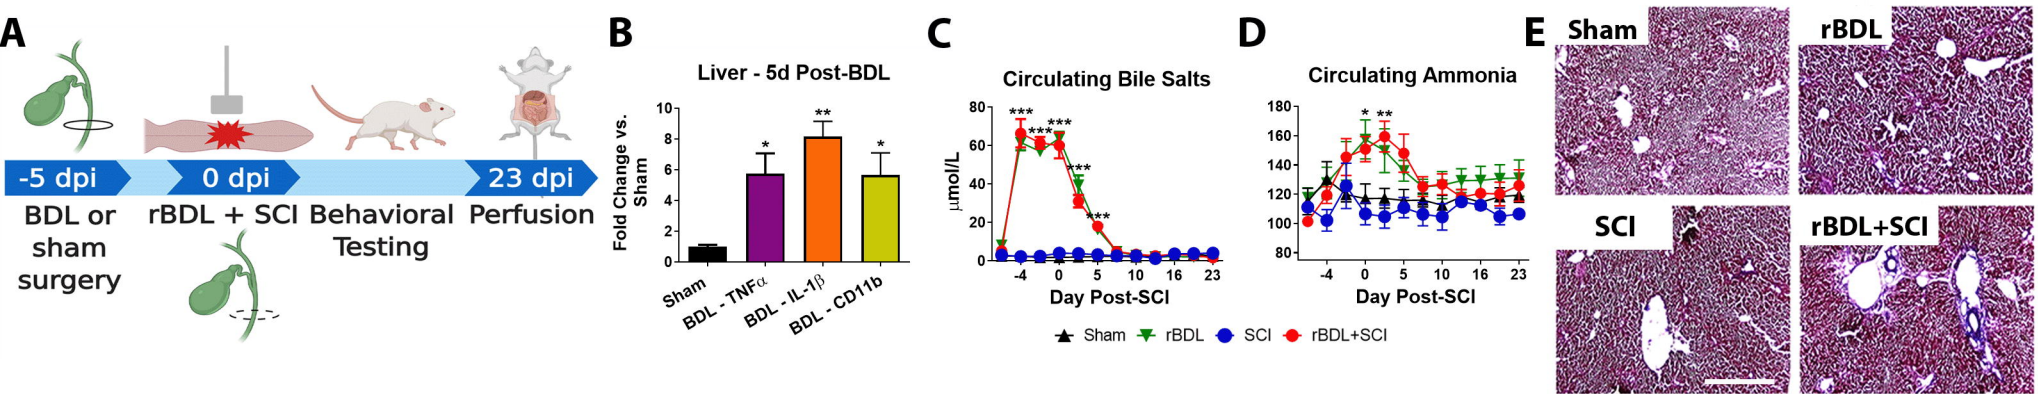 A
-5 dpi
0 dpi
23 dpi
BDL or
sham
surgery
rBDL + SCI
Behavioral
Testing
Perfusion
B
Liver - 5d Post-BDL
Fold Change vs.
Sham
10
8
6
4
2
0
*
**
*
Sham
BDL - TNFα
BDL - IL-1β
BDL - CD11b
C
Circulating Bile Salts
μmol/L
80
60
40
20
0
***
***
***
***
***
-4
0
5
10
16
23
Day Post-SCI
D
Circulating Ammonia
180
160
140
120
100
80
*
**
-4
0
5
10
16
23
Day Post-SCI
Sham
rBDL
SCI
rBDL+SCI
E
Sham
rBDL
SCI
rBDL+SCI